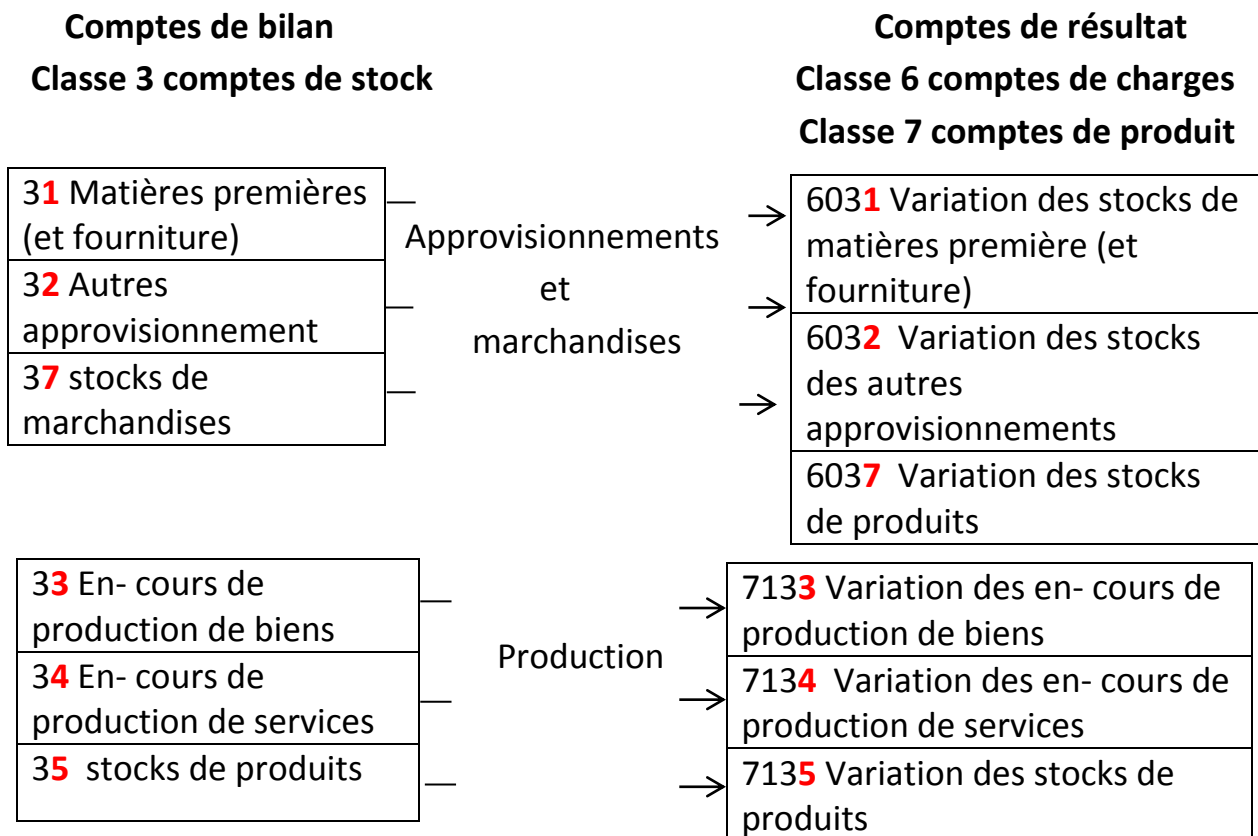 Comptes de bilan
Classe 3 comptes de stock
Comptes de résultat
Classe 6 comptes de charges
Classe 7 comptes de produit
31 Matières premières
(et fourniture)
32 Autres
approvisionnement
37 stocks de
marchandises
Approvisionnements
et
marchandises
6031 Variation des stocks de
matières première (et
fourniture)
6032 Variation des stocks
des autres
approvisionnements
6037 Variation des stocks
de produits
33 En- cours de
production de biens
34 En- cours de
production de services
35 stocks de produits
Production
7133 Variation des en- cours de
production de biens
7134 Variation des en- cours de
production de services
7135 Variation des stocks de
produits